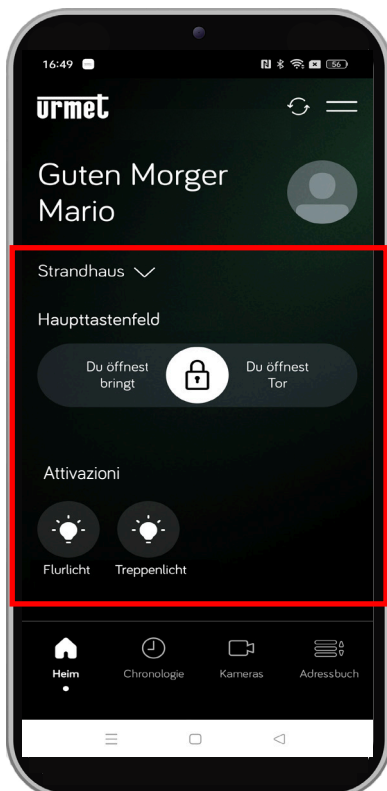 16:49
56
urmet
Guten Morger
Mario
Strandhaus
Haupttastenfeld
Du öffnest
bringt
Du öffnest
Tor
Attivazioni
Flurlicht Treppenlicht
Heim Chronologie Kameras Adressbuch